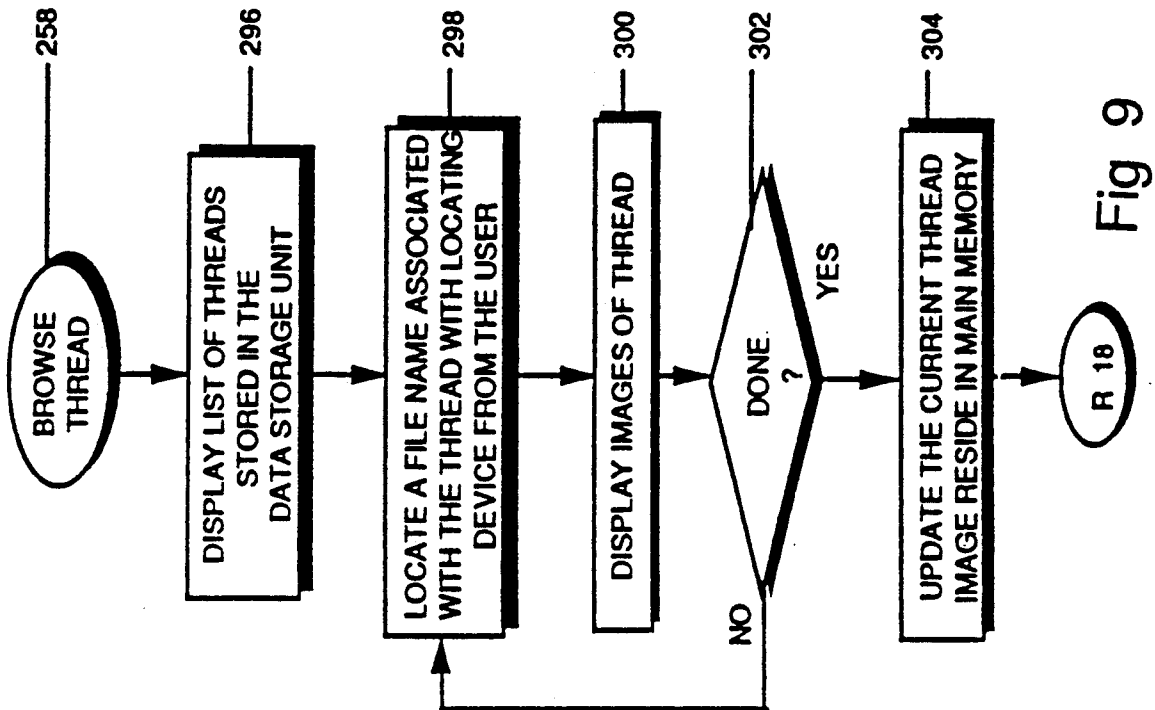 BROWSE
THREAD
258
DISPLAY LIST OF THREADS
STORED IN THE
DATA STORAGE UNIT
296
LOCATE A FILE NAME ASSOCIATED
WITH THE THREAD WITH LOCATING
DEVICE FROM THE USER
298
DISPLAY IMAGES OF THREAD
300
DONE
?
302
NO
YES
UPDATE THE CURRENT THREAD
IMAGE RESIDE IN MAIN MEMORY
304
R 18
Fig 9